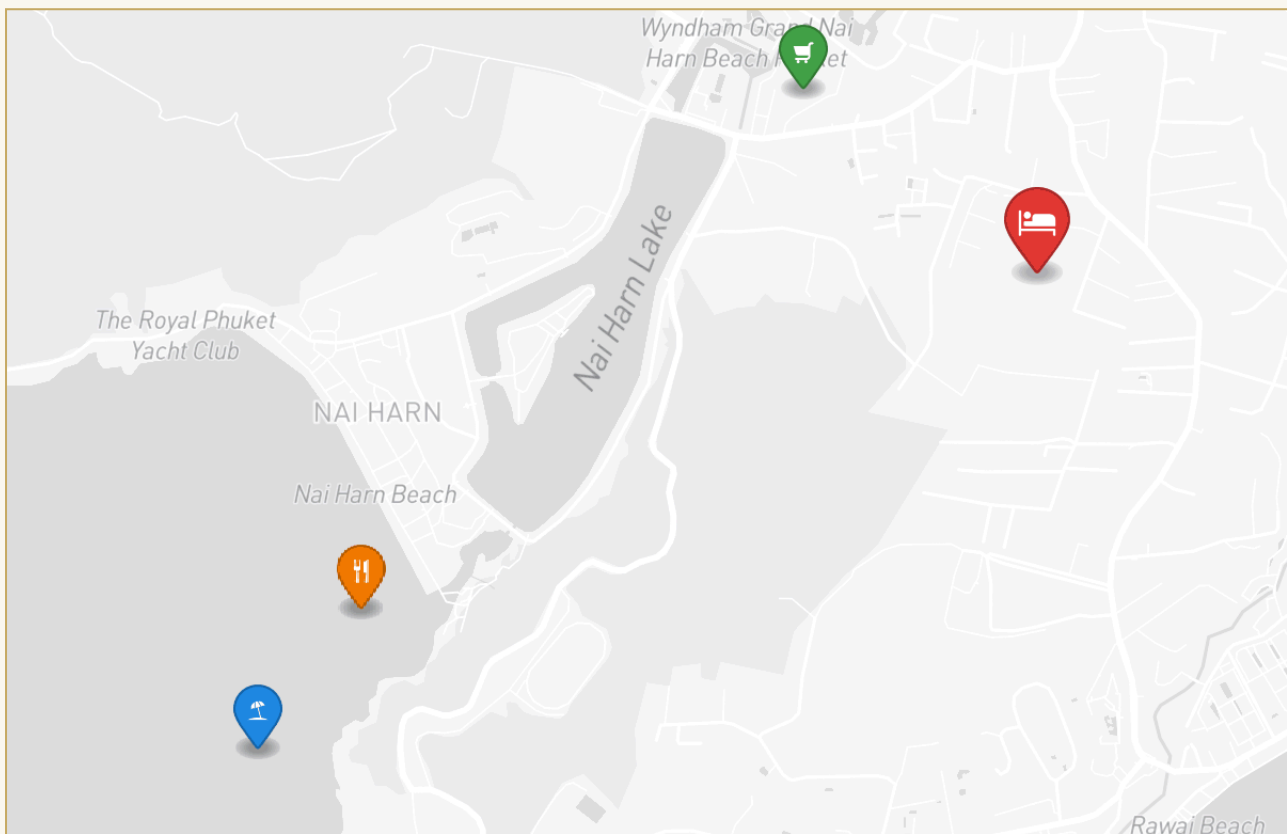 Wyndham Grand Nai
Harn Beach Phuket
Nai Harn Lake
The Royal Phuket
Yacht Club
NAI HARN
Nai Harn Beach
Rawai Beach